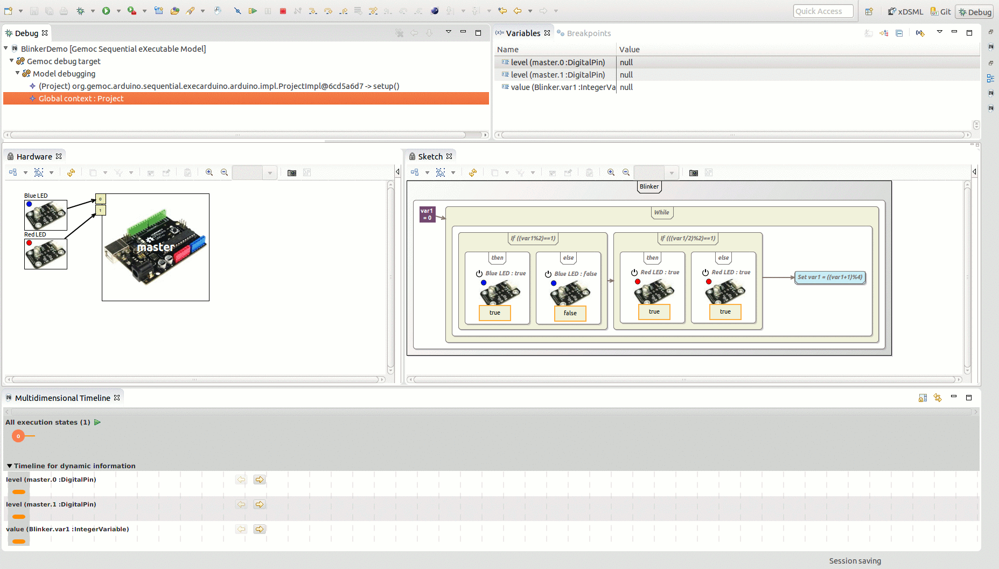 Quick Access
xDSML
Git
Debug
Debug
BlinkerDemo [Gemoc Sequential eXecutable Model]
Gemoc debug target
Model debugging
(Project) org.gemoc.arduino.sequential.execarduino.arduino.impl.ProjectImpl@6cd5a6d7 -> setup()
Global context : Project
(x)= Variables
Breakpoints
Name Value
level (master.0 :DigitalPin) null
level (master.1 :DigitalPin) null
value (Blinker.var1 :IntegerVa null
Hardware
Blue LED
0
1
Red LED
master
Sketch
Blinker
var1
= 0
While
If ((var1%2)==1)
If (((var1/2)%2)==1)
then
else
then
else
Blue LED : true
Blue LED : false
Red LED : true
Red LED : true
Set var1 = ((var1+1)%4)
true
false
true
true
Multidimensional Timeline
All execution states (1)
0
Timeline for dynamic information
level (master.0 :DigitalPin)
level (master.1 :DigitalPin)
value (Blinker.var1 :IntegerVariable)
Session saving